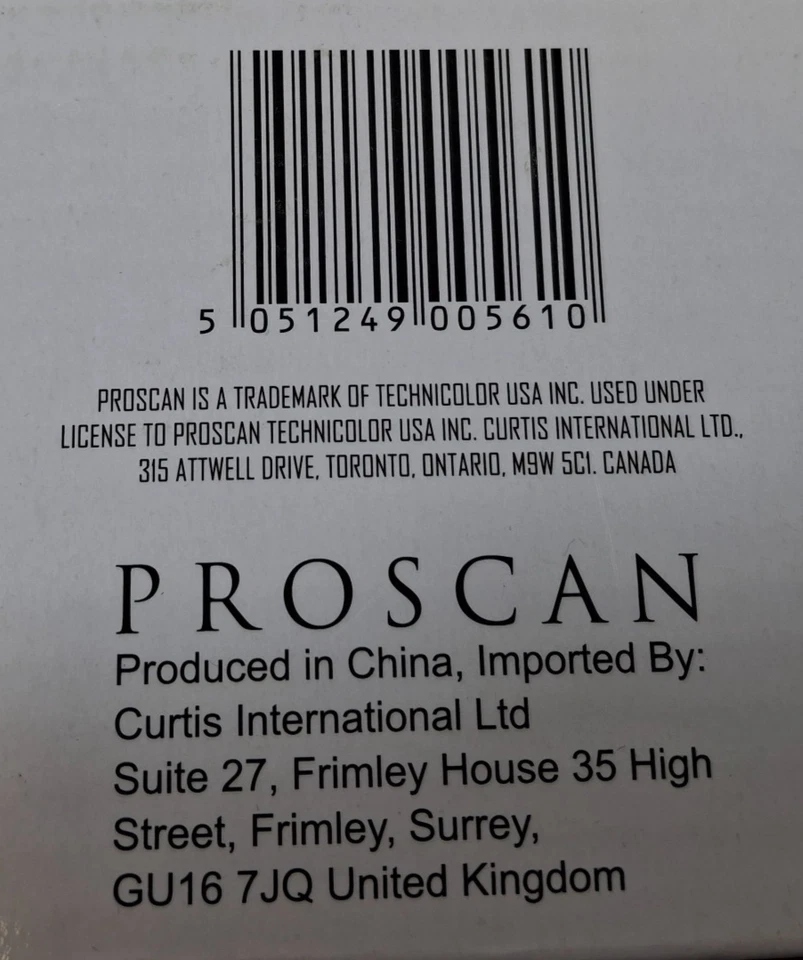 5 051249 005610
PROSCAN IS A TRADEMARK OF TECHNICOLOR USA INC. USED UNDER
LICENSE TO PROSCAN TECHNICOLOR USA INC. CURTIS INTERNATIONAL LTD.,
315 ATTWELL DRIVE, TORONTO, ONTARIO, M9W 5C1. CANADA
PROSCAN
Produced in China, Imported By:
Curtis International Ltd
Suite 27, Frimley House 35 High
Street, Frimley, Surrey,
GU16 7JQ United Kingdom